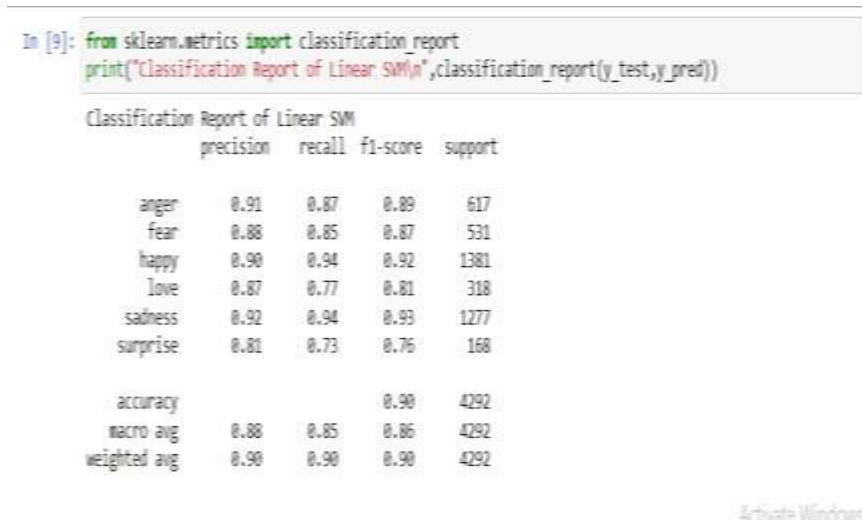 In [9]: from sklearn.metrics import classification_report
print("Classification Report of Linear SVM\n",classification_report(y_test,y_pred))
Classification Report of Linear SVM
precision recall f1-score support
anger 0.91 0.87 0.89 617
fear 0.88 0.85 0.87 531
happy 0.90 0.94 0.92 1381
love 0.87 0.77 0.81 318
sadness 0.92 0.94 0.93 1277
surprise 0.81 0.73 0.76 168
accuracy 0.90 4292
macro avg 0.88 0.85 0.86 4292
weighted avg 0.90 0.90 0.90 4292
Activate Windows